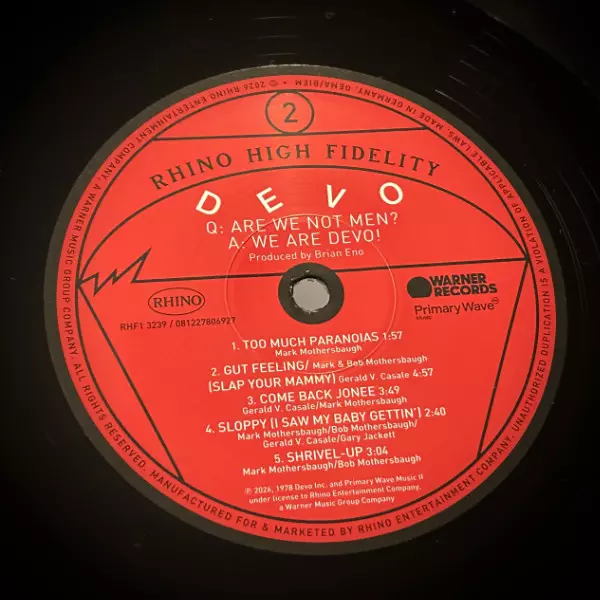 2
RHINO HIGH FIDELITY
DEVO
Q: ARE WE NOT MEN?
A: WE ARE DEVO!
Produced by Brian Eno
RHINO
RHF1 3239 / 081227806927
WARNER RECORDS
Primary Wave
MUSIC
1. TOO MUCH PARANOIAS 1:57
Mark Mothersbaugh
2. GUT FEELING/ Mark & Bob Mothersbaugh
(SLAP YOUR MAMMY) Gerald V. Casale 4:57
3. COME BACK JONEE 3:49
Gerald V. Casale/Mark Mothersbaugh
4. SLOPPY (I SAW MY BABY GETTIN') 2:40
Mark Mothersbaugh/Bob Mothersbaugh/
Gerald V. Casale/Gary Jackett
5. SHRIVEL-UP 3:04
Mark Mothersbaugh/Bob Mothersbaugh
℗ 2026, 1978 Devo Inc. and Primary Wave Music II
under license to Rhino Entertainment Company,
a Warner Music Group Company
© 2026 RHINO ENTERTAINMENT COMPANY, A WARNER MUSIC GROUP COMPANY. ALL RIGHTS RESERVED. MANUFACTURED FOR & MARKETED BY RHINO ENTERTAINMENT COMPANY. UNAUTHORIZED DUPLICATION IS A VIOLATION OF APPLICABLE LAWS. MADE IN GERMANY. GEMA/BIEM